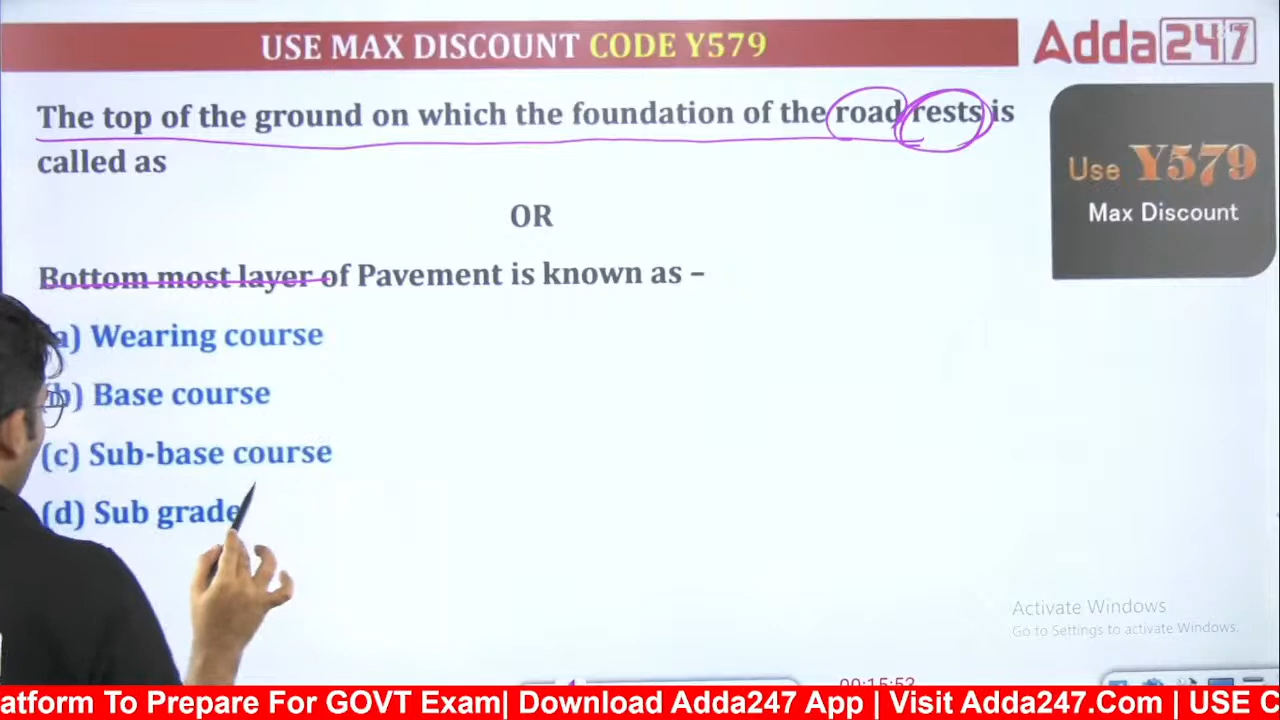 USE MAX DISCOUNT CODE Y579
Adda247
The top of the ground on which the foundation of the road rests is
called as
OR
Bottom most layer of Pavement is known as –
Use Y579
Max Discount
(a) Wearing course
(b) Base course
(c) Sub-base course
(d) Sub grade
Activate Windows
Go to Settings to activate Windows.
00:15:53
atform To Prepare For GOVT Exam| Download Adda247 App | Visit Adda247.Com | USE C